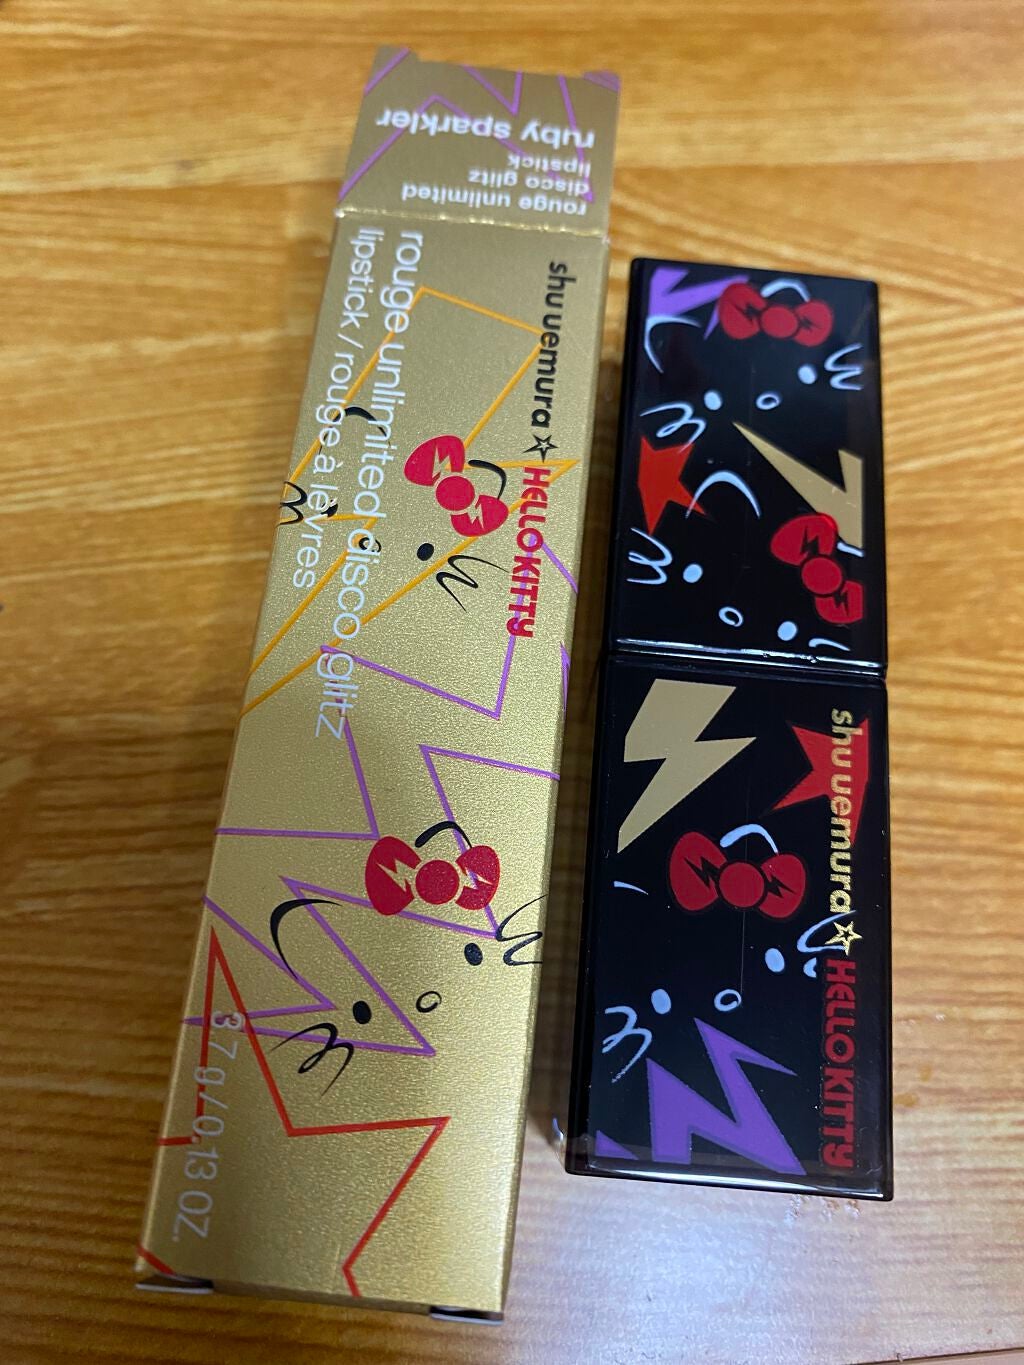 ruby sparkler
lipstick
disco glitz
rouge unlimited
shu uemura ☆ HELLO KITTY
rouge unlimited disco glitz
lipstick / rouge à lèvres
3.7 g / 0.13 OZ.
shu uemura ☆ HELLO KITTY